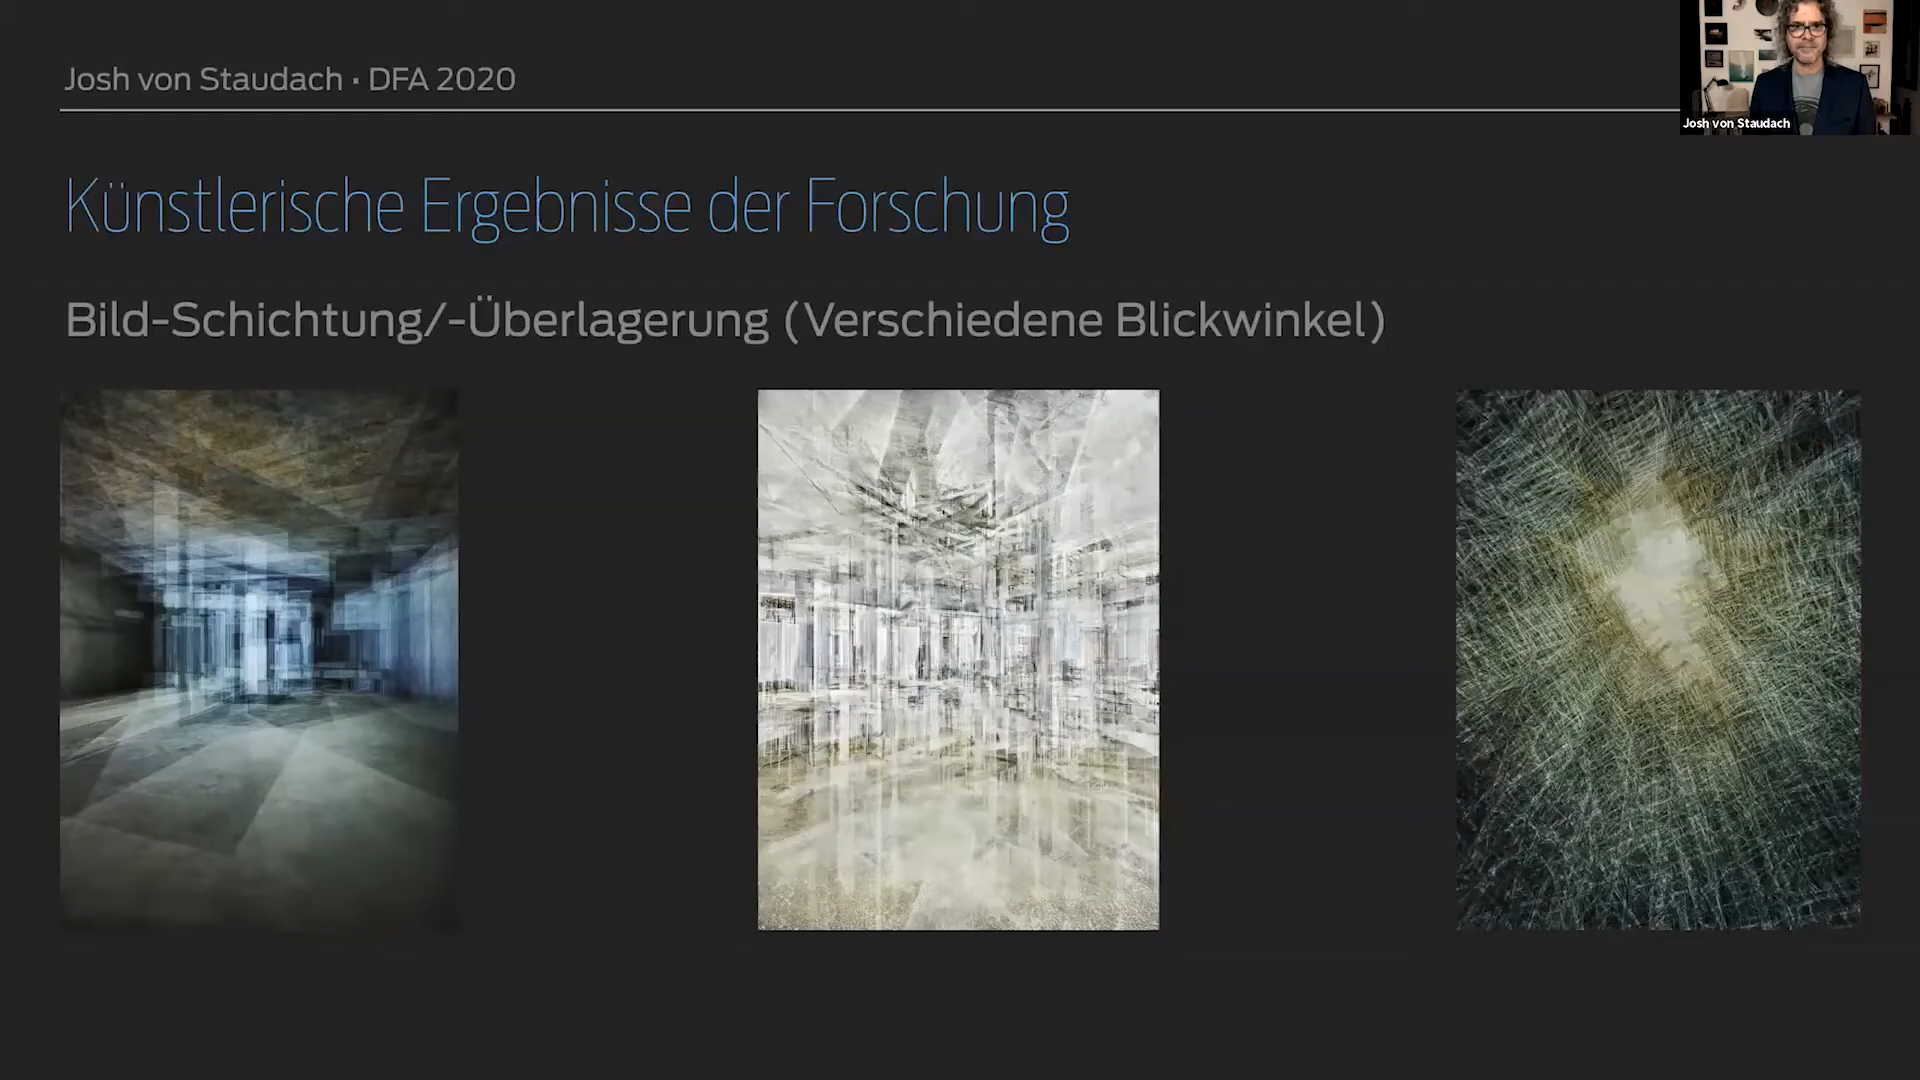 Josh von Staudach • DFA 2020
Josh von Staudach
Künstlerische Ergebnisse der Forschung
Bild-Schichtung/-Überlagerung (Verschiedene Blickwinkel)